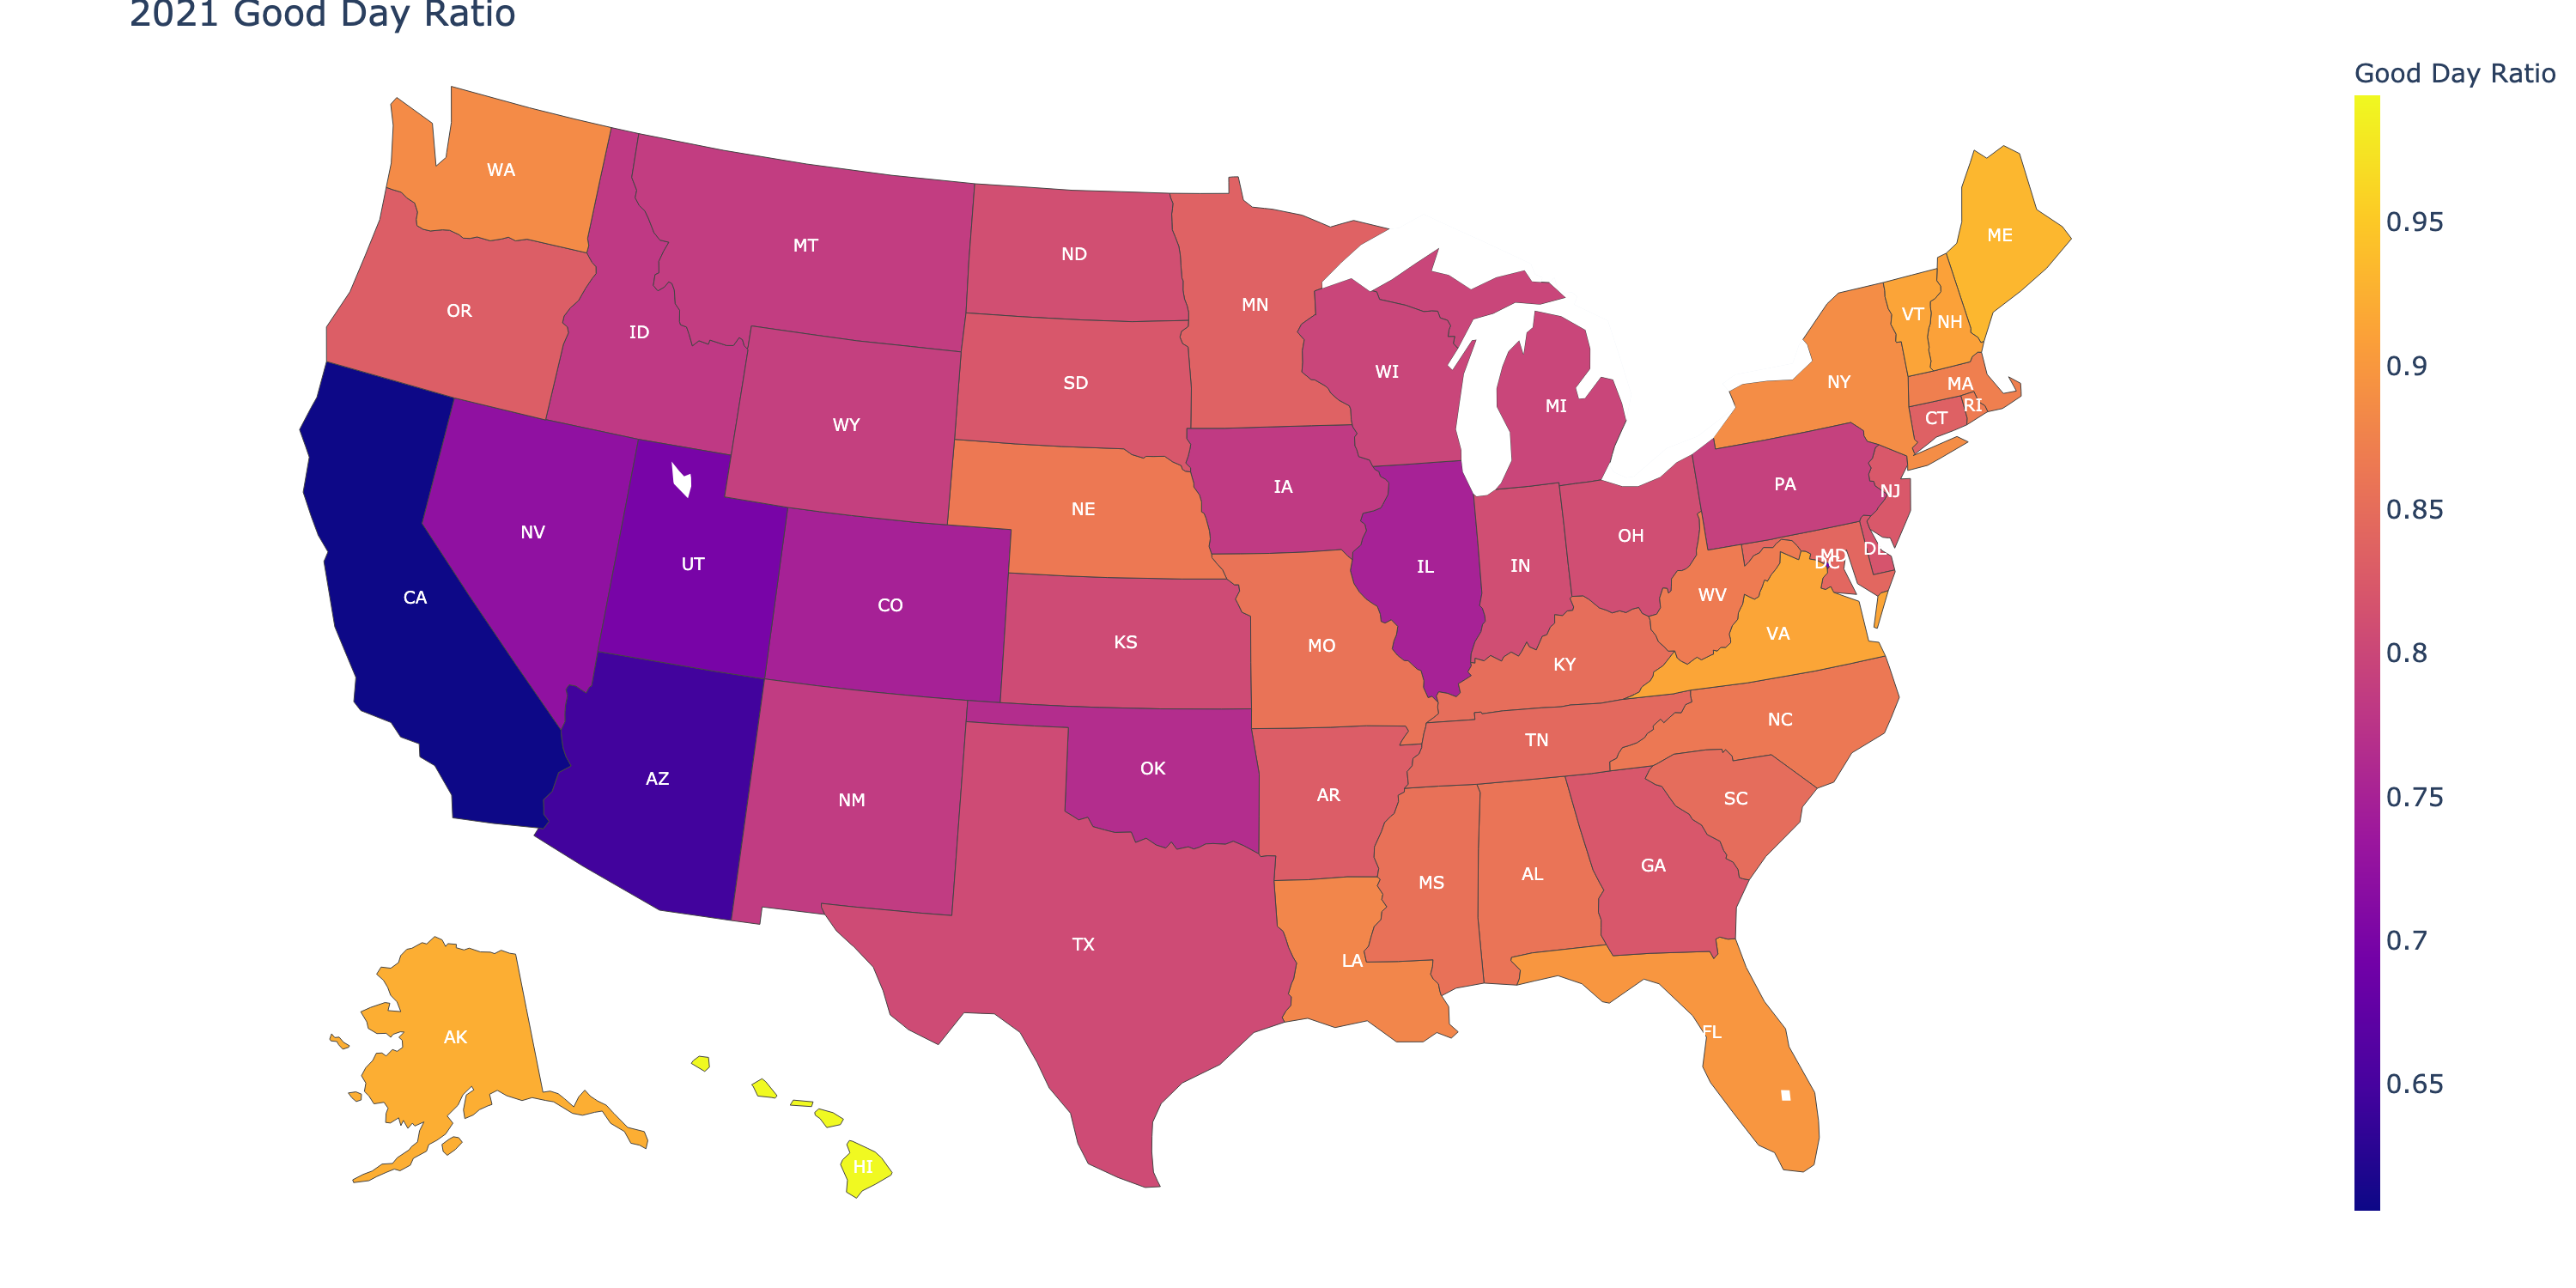 2021 Good Day Ratio
Good Day Ratio
WA
MT
ND
MN
ME
OR
ID
WI
VT
NH
SD
WY
MI
NY
MA
RI
CT
NE
IA
PA
NJ
NV
UT
CO
IL
IN
OH
MD
DC
DE
CA
KS
MO
KY
WV
VA
AZ
NM
OK
AR
TN
NC
SC
TX
MS
AL
GA
LA
AK
FL
HI
0.95
0.9
0.85
0.8
0.75
0.7
0.65